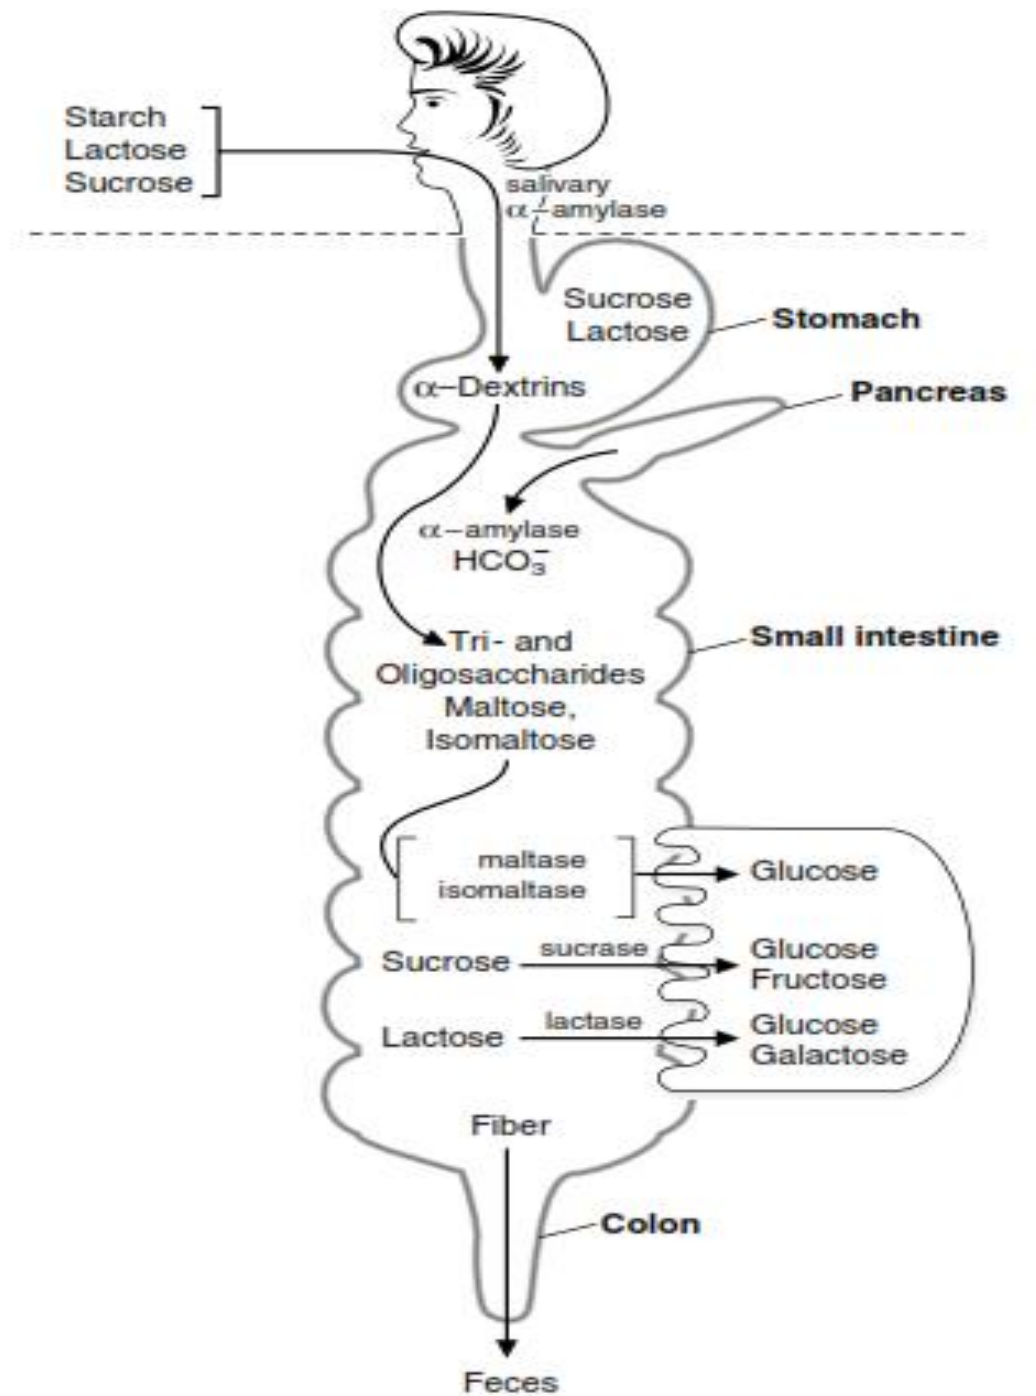 Starch
Lactose
Sucrose
salivary
α-amylase
Sucrose
Lactose
Stomach
α-Dextrins
Pancreas
α-amylase
HCO₃⁻
Tri- and
Oligosaccharides
Maltose,
Isomaltose
Small intestine
maltase
isomaltase
Glucose
Sucrose
sucrase
Glucose
Fructose
Lactose
lactase
Glucose
Galactose
Fiber
Colon
Feces